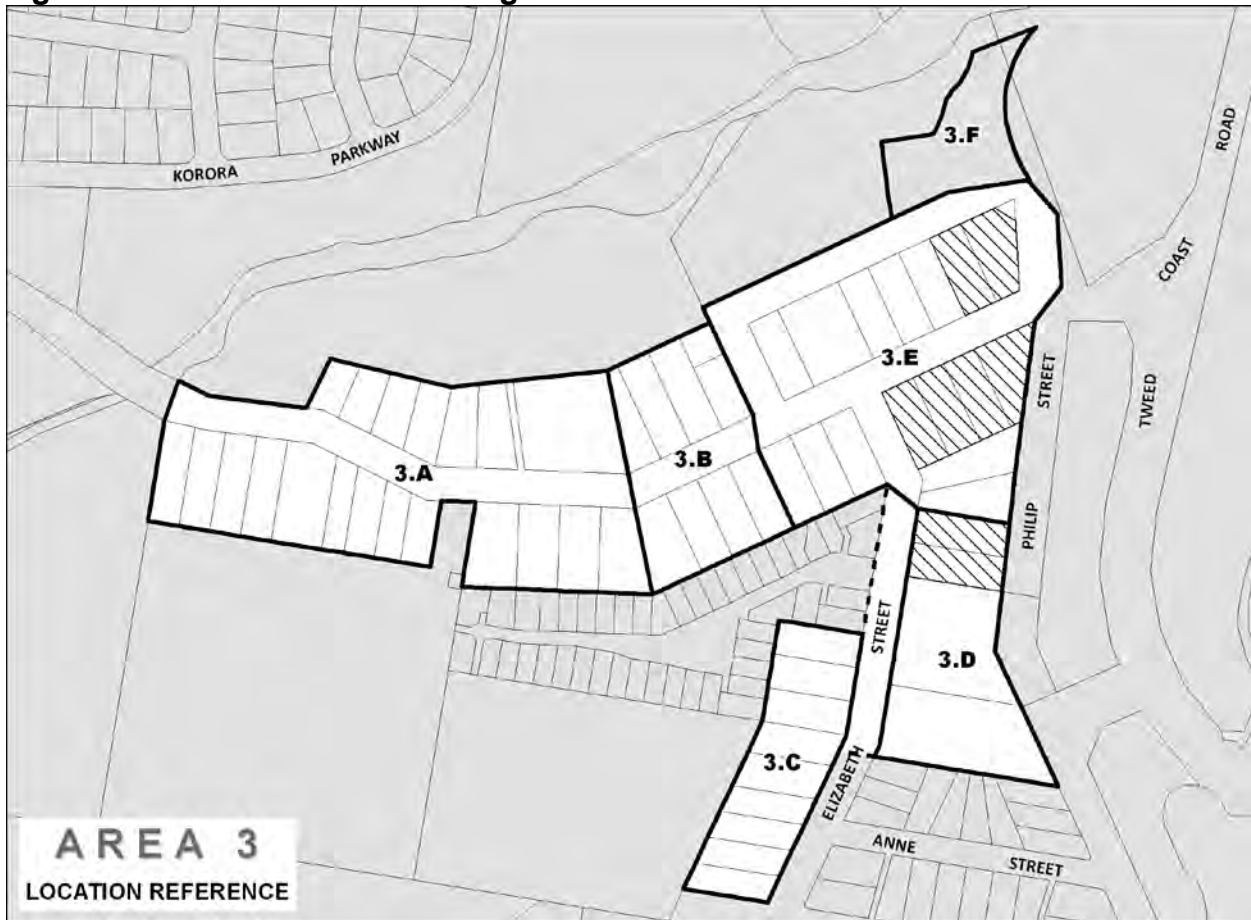 KORORA
PARKWAY
ROAD
COAST
TWEED
3.F
3.E
STREET
PHILIP
3.B
3.A
3.D
STREET
ELIZABETH
3.C
ANNE
STREET
AREA 3
LOCATION REFERENCE